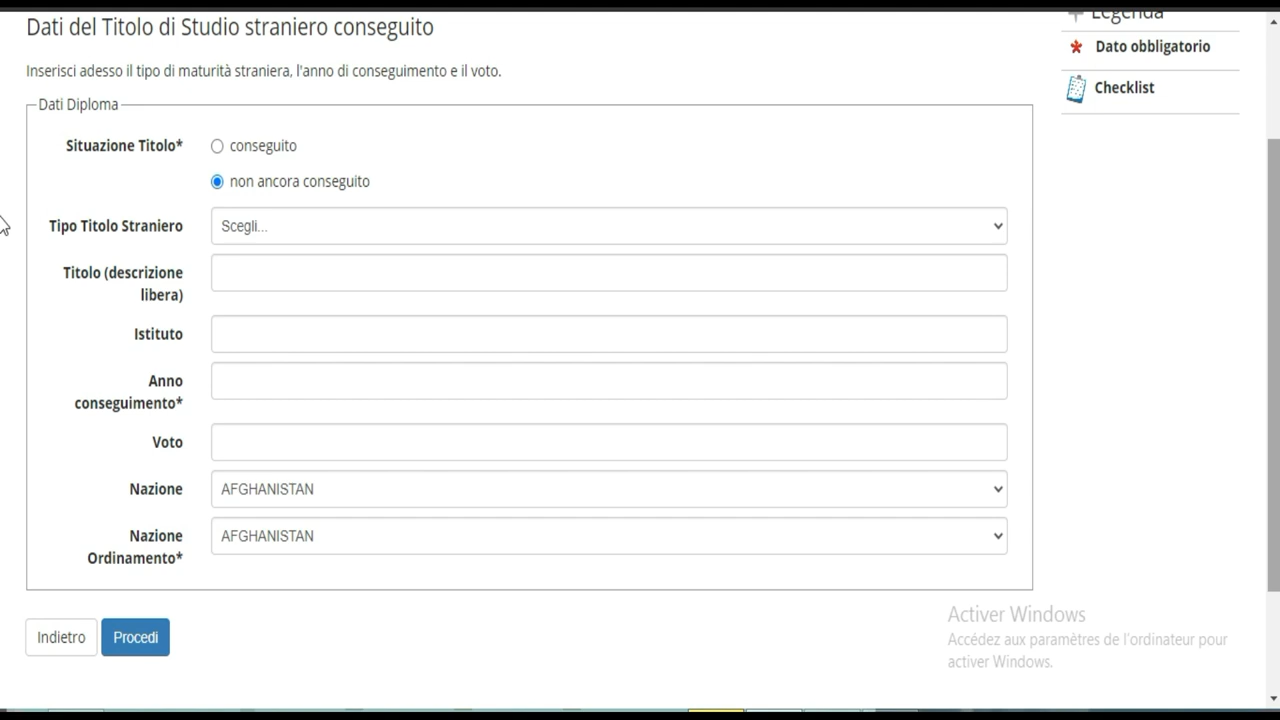 Dati del Titolo di Studio straniero conseguito
Inserisci adesso il tipo di maturità straniera, l'anno di conseguimento e il voto.
Dati Diploma
Situazione Titolo*
conseguito
non ancora conseguito
Tipo Titolo Straniero
Scegli...
Titolo (descrizione
libera)
Istituto
Anno
conseguimento*
Voto
Nazione
AFGHANISTAN
Nazione
Ordinamento*
AFGHANISTAN
Indietro
Procedi
Legenda
Dato obbligatorio
Checklist
Activer Windows
Accédez aux paramètres de l'ordinateur pour
activer Windows.